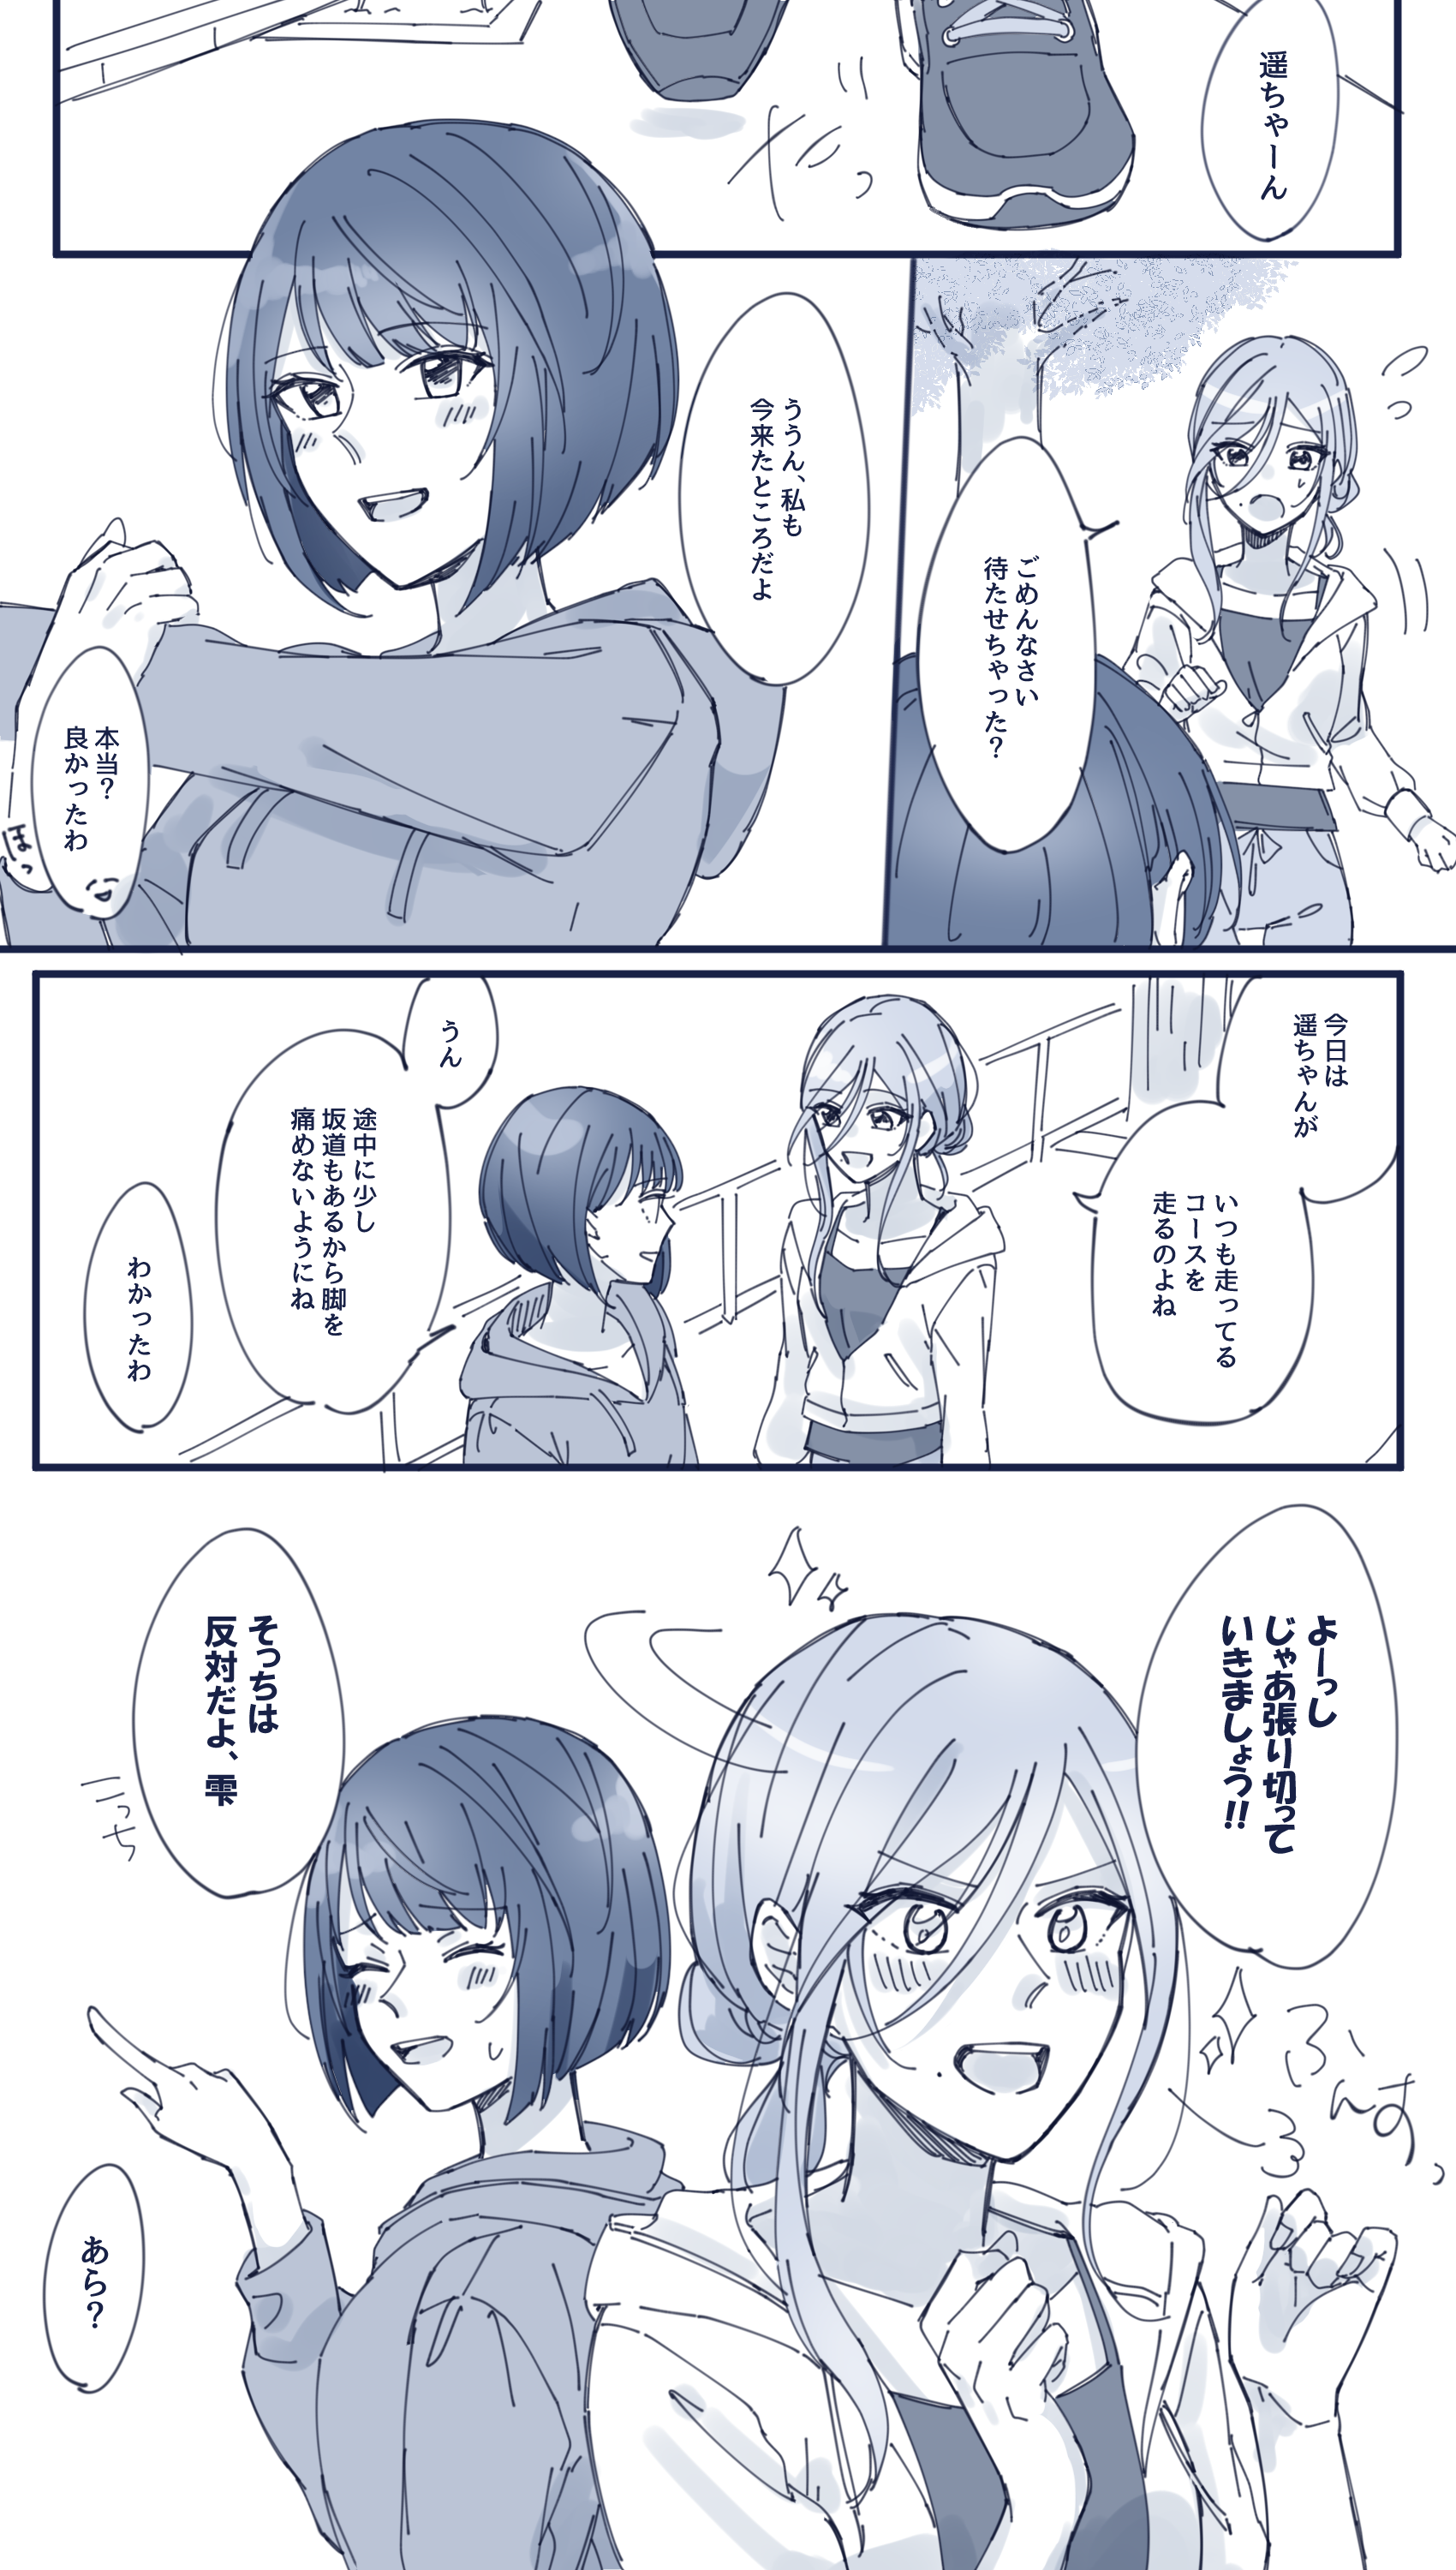 遥ちゃーん
たっ
ごめんなさい
待たせちゃった？
ううん、私も
今来たところだよ
本当？
良かったわ
ほっ
今日は
遥ちゃんが
いつも走ってる
コースを
走るのよね
うん
途中に少し
坂道もあるから脚を
痛めないようにね
わかったわ
よーっし
じゃあ張り切って
いきましょう!!
ふんすっ
そっちは
反対だよ、雫
こっち
あら？